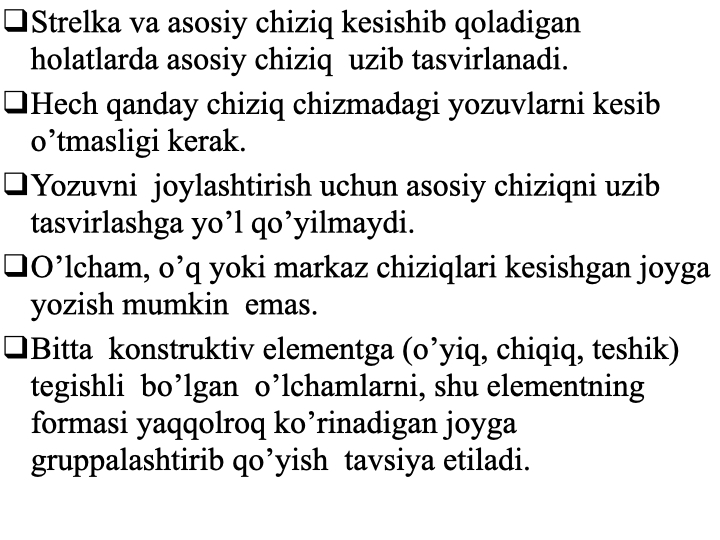 ❑Strelka va asosiy chiziq kesishib qoladigan
holatlarda asosiy chiziq  uzib tasvirlanadi.
❑Hech qanday chiziq chizmadagi yozuvlarni kesib
o’tmasligi kerak.
❑Yozuvni  joylashtirish uchun asosiy chiziqni uzib
tasvirlashga yo’l qo’yilmaydi.
❑O’lcham, o’q yoki markaz chiziqlari kesishgan joyga
yozish mumkin  emas.
❑Bitta  konstruktiv elementga (o’yiq, chiqiq, teshik)
tegishli  bo’lgan  o’lchamlarni, shu elementning
formasi yaqqolroq ko’rinadigan joyga
gruppalashtirib qo’yish  tavsiya etiladi.